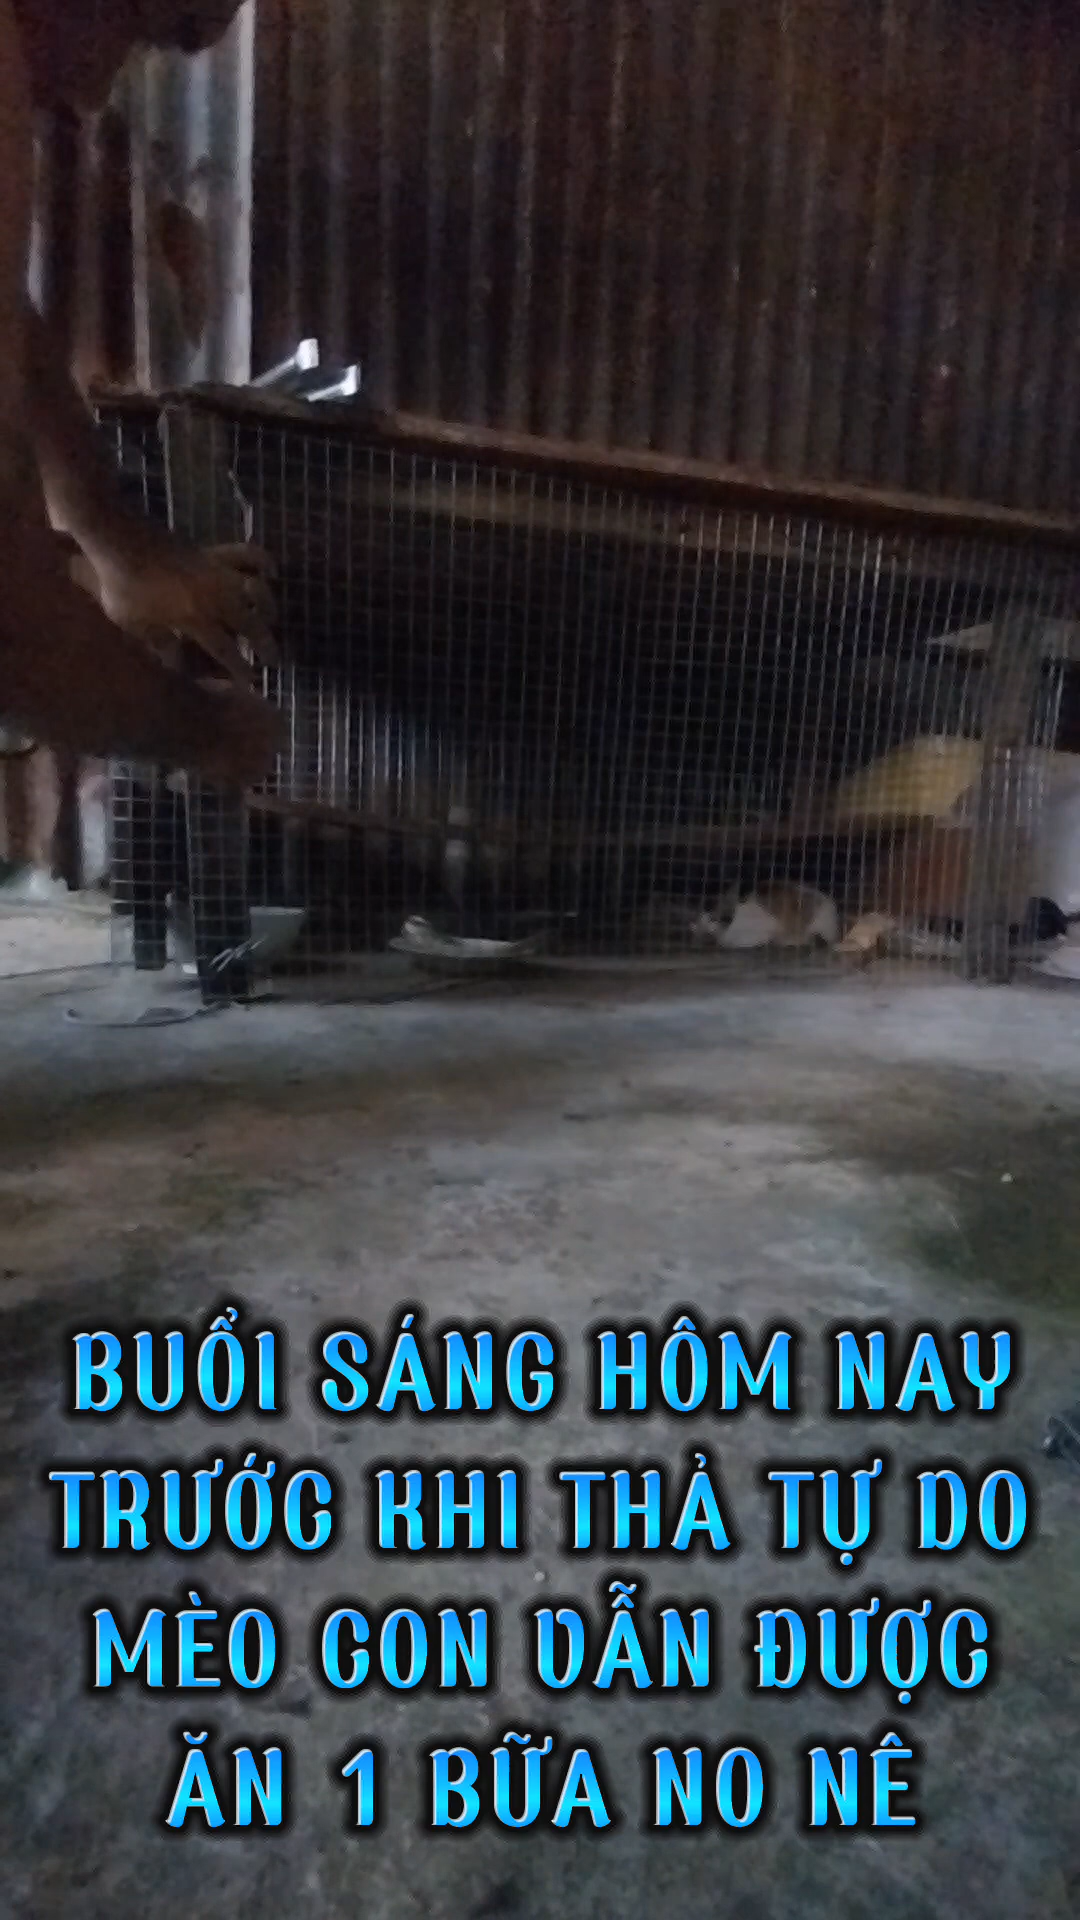 BUỔI SÁNG HÔM NAY
TRƯỚC KHI THẢ TỰ DO
MÈO CON VẪN ĐƯỢC
ĂN 1 BỮA NO NÊ